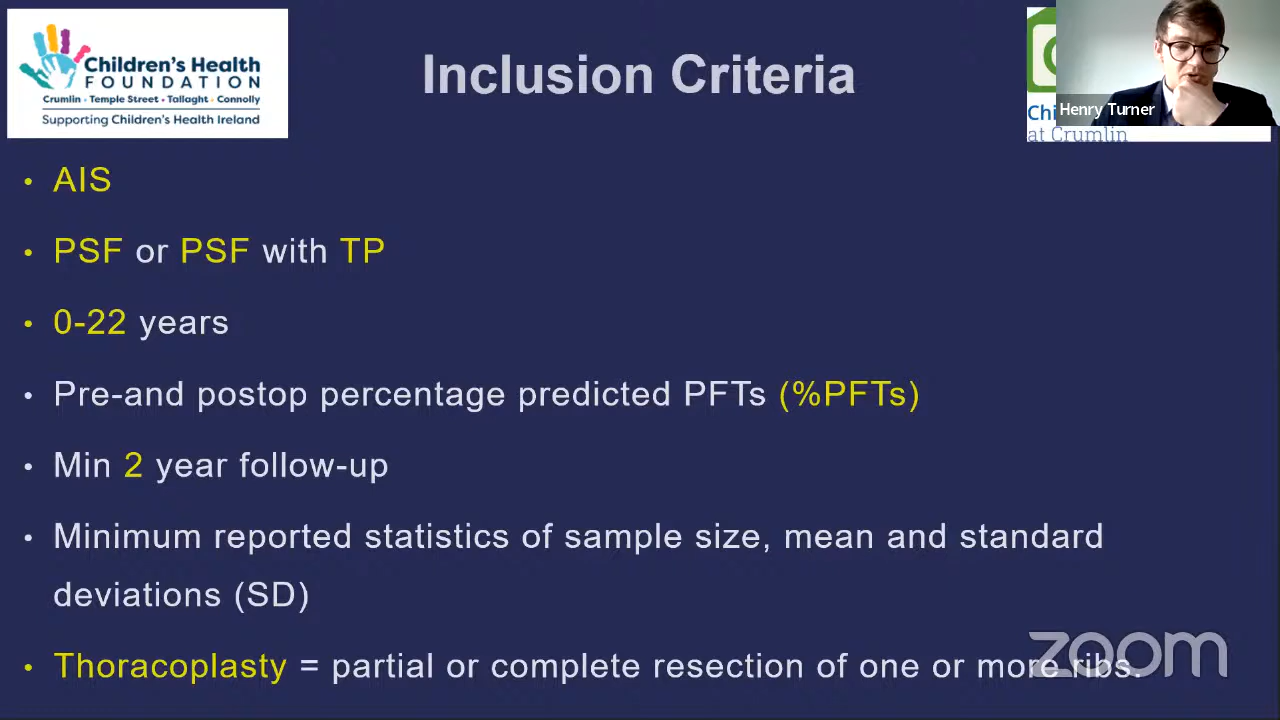 Children's Health
FOUNDATION
Crumlin • Temple Street • Tallaght • Connolly
Supporting Children's Health Ireland
Inclusion Criteria
Henry Turner
at Crumlin
• AIS
• PSF or PSF with TP
• 0-22 years
• Pre-and postop percentage predicted PFTs (%PFTs)
• Min 2 year follow-up
• Minimum reported statistics of sample size, mean and standard
deviations (SD)
• Thoracoplasty = partial or complete resection of one or more ribs.
zoom